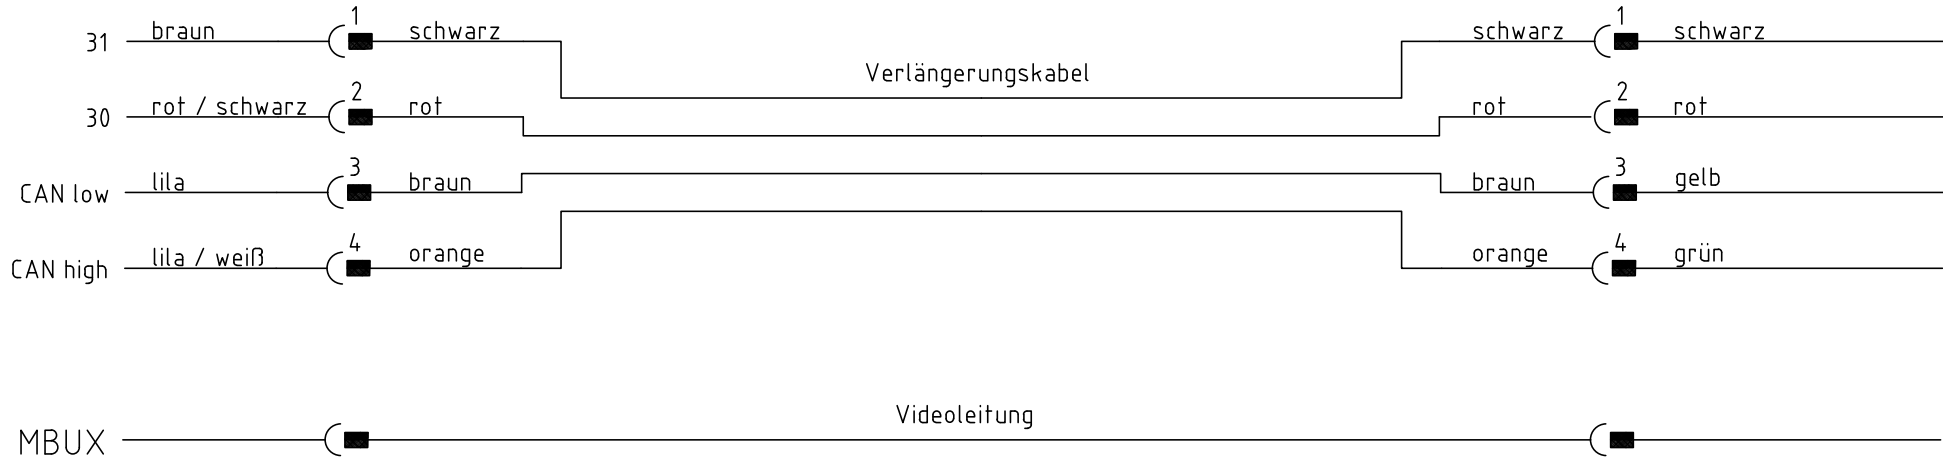 31 braun 1 schwarz schwarz 1 schwarz
Verlängerungskabel
30 rot / schwarz 2 rot rot 2 rot
CAN low lila 3 braun braun 3 gelb
CAN high lila / weiß 4 orange orange 4 grün
Videoleitung
MBUX